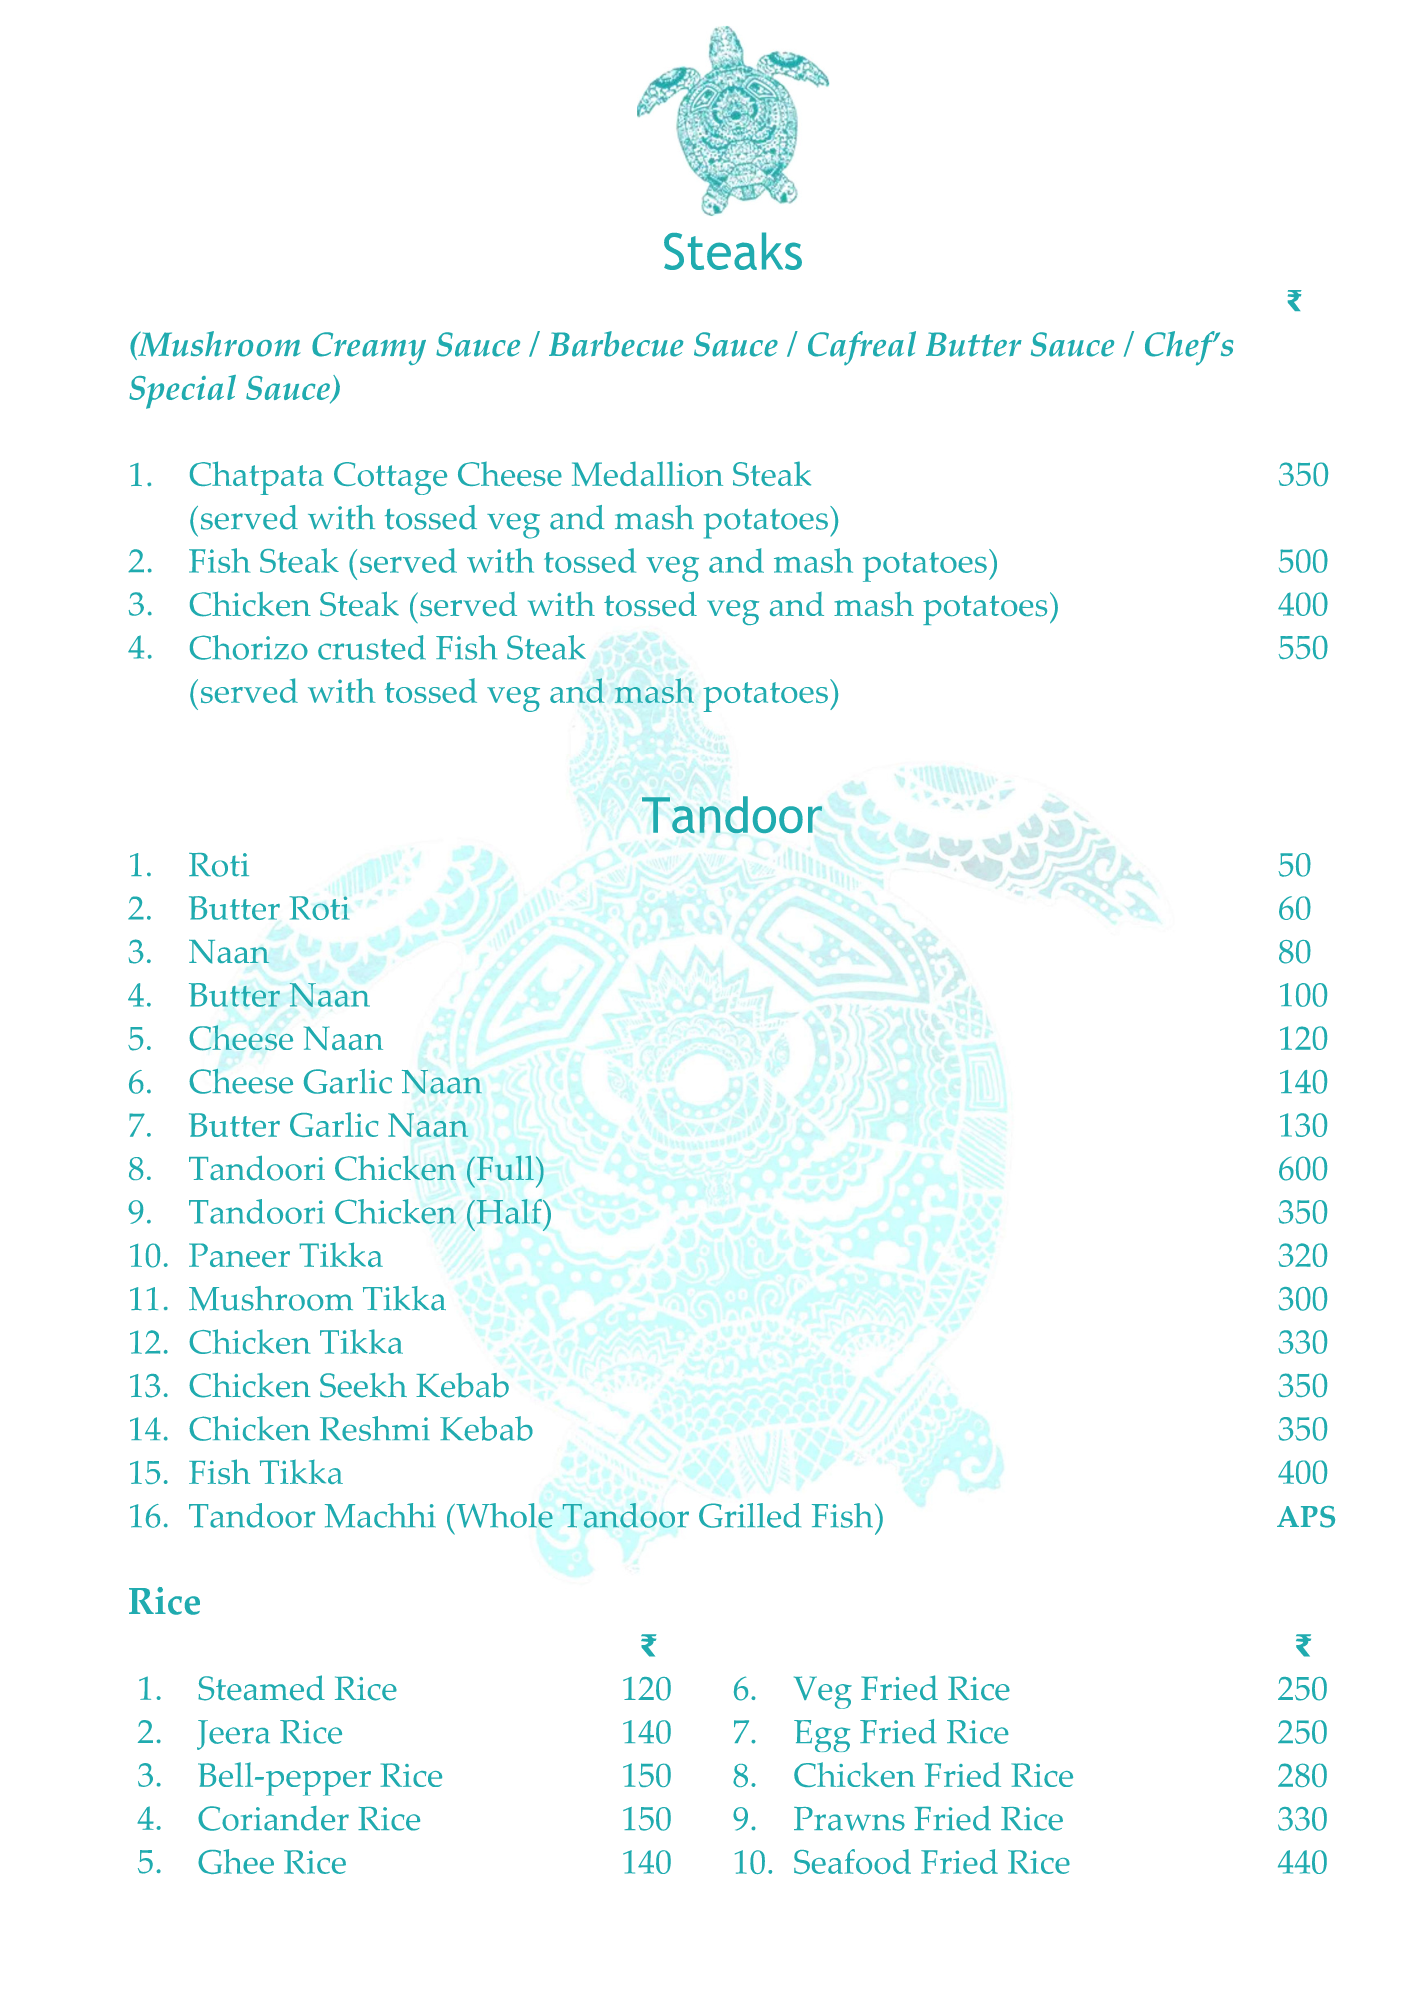 Steaks
₹
(Mushroom Creamy Sauce / Barbecue Sauce / Cafreal Butter Sauce / Chef's
Special Sauce)
1. Chatpata Cottage Cheese Medallion Steak 350
(served with tossed veg and mash potatoes)
2. Fish Steak (served with tossed veg and mash potatoes) 500
3. Chicken Steak (served with tossed veg and mash potatoes) 400
4. Chorizo crusted Fish Steak 550
(served with tossed veg and mash potatoes)
Tandoor
1. Roti 50
2. Butter Roti 60
3. Naan 80
4. Butter Naan 100
5. Cheese Naan 120
6. Cheese Garlic Naan 140
7. Butter Garlic Naan 130
8. Tandoori Chicken (Full) 600
9. Tandoori Chicken (Half) 350
10. Paneer Tikka 320
11. Mushroom Tikka 300
12. Chicken Tikka 330
13. Chicken Seekh Kebab 350
14. Chicken Reshmi Kebab 350
15. Fish Tikka 400
16. Tandoor Machhi (Whole Tandoor Grilled Fish) APS
Rice
₹ ₹
1. Steamed Rice 120 6. Veg Fried Rice 250
2. Jeera Rice 140 7. Egg Fried Rice 250
3. Bell-pepper Rice 150 8. Chicken Fried Rice 280
4. Coriander Rice 150 9. Prawns Fried Rice 330
5. Ghee Rice 140 10. Seafood Fried Rice 440